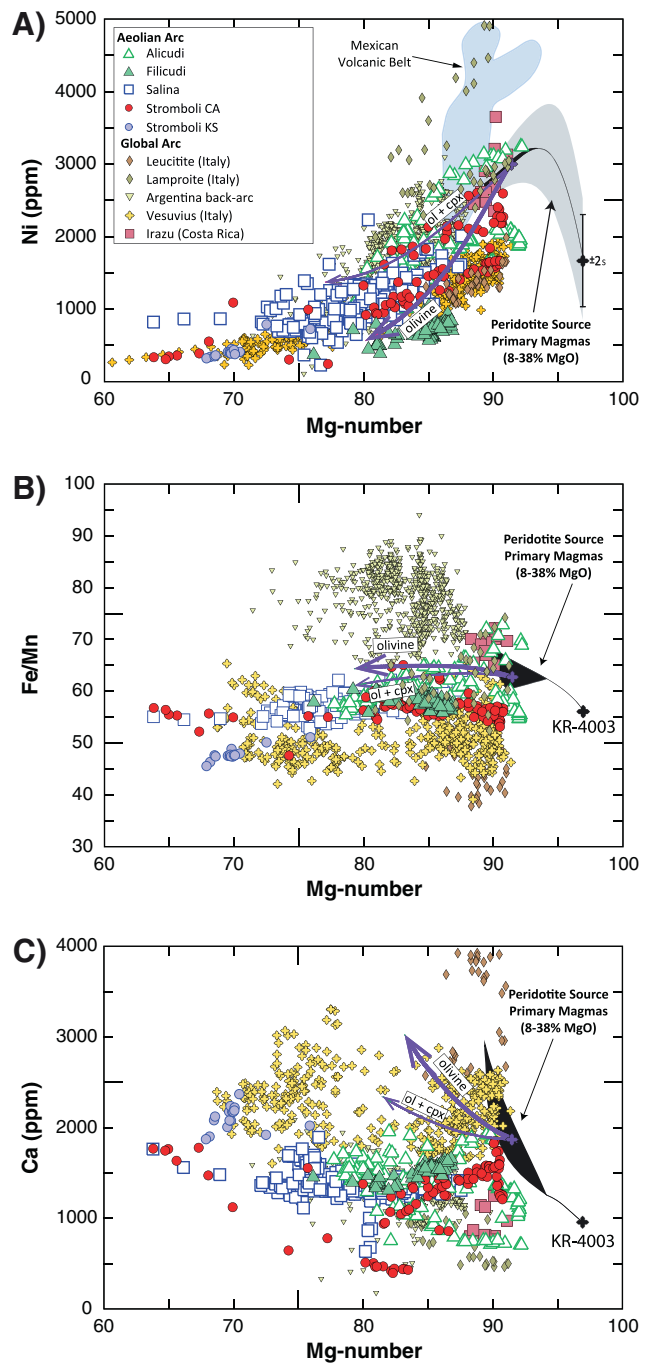 A)
5000
4000
3000
2000
1000
0
Ni (ppm)
Aeolian Arc
Alicudi
Filicudi
Salina
Stromboli CA
Stromboli KS
Global Arc
Leucitite (Italy)
Lamproite (Italy)
Argentina back-arc
Vesuvius (Italy)
Irazu (Costa Rica)
Mexican
Volcanic Belt
ol + cpx
olivine
±2s
Peridotite Source
Primary Magmas
(8-38% MgO)
60 70 80 90 100
Mg-number
B)
100
90
80
70
60
50
40
30
Fe/Mn
Peridotite Source
Primary Magmas
(8-38% MgO)
olivine
ol + cpx
KR-4003
60 70 80 90 100
Mg-number
C)
4000
3000
2000
1000
0
Ca (ppm)
Peridotite Source
Primary Magmas
(8-38% MgO)
olivine
ol + cpx
KR-4003
60 70 80 90 100
Mg-number